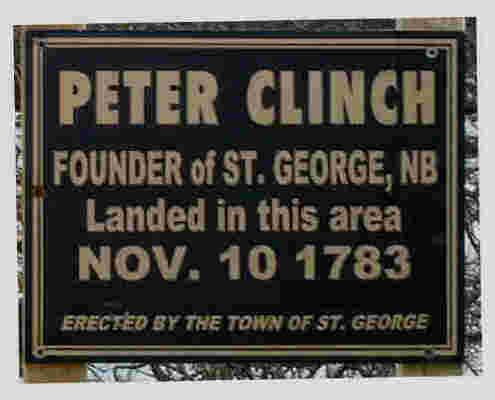 PETER CLINCH
FOUNDER of ST. GEORGE, NB
Landed in this area
NOV. 10 1783
ERECTED BY THE TOWN OF ST. GEORGE